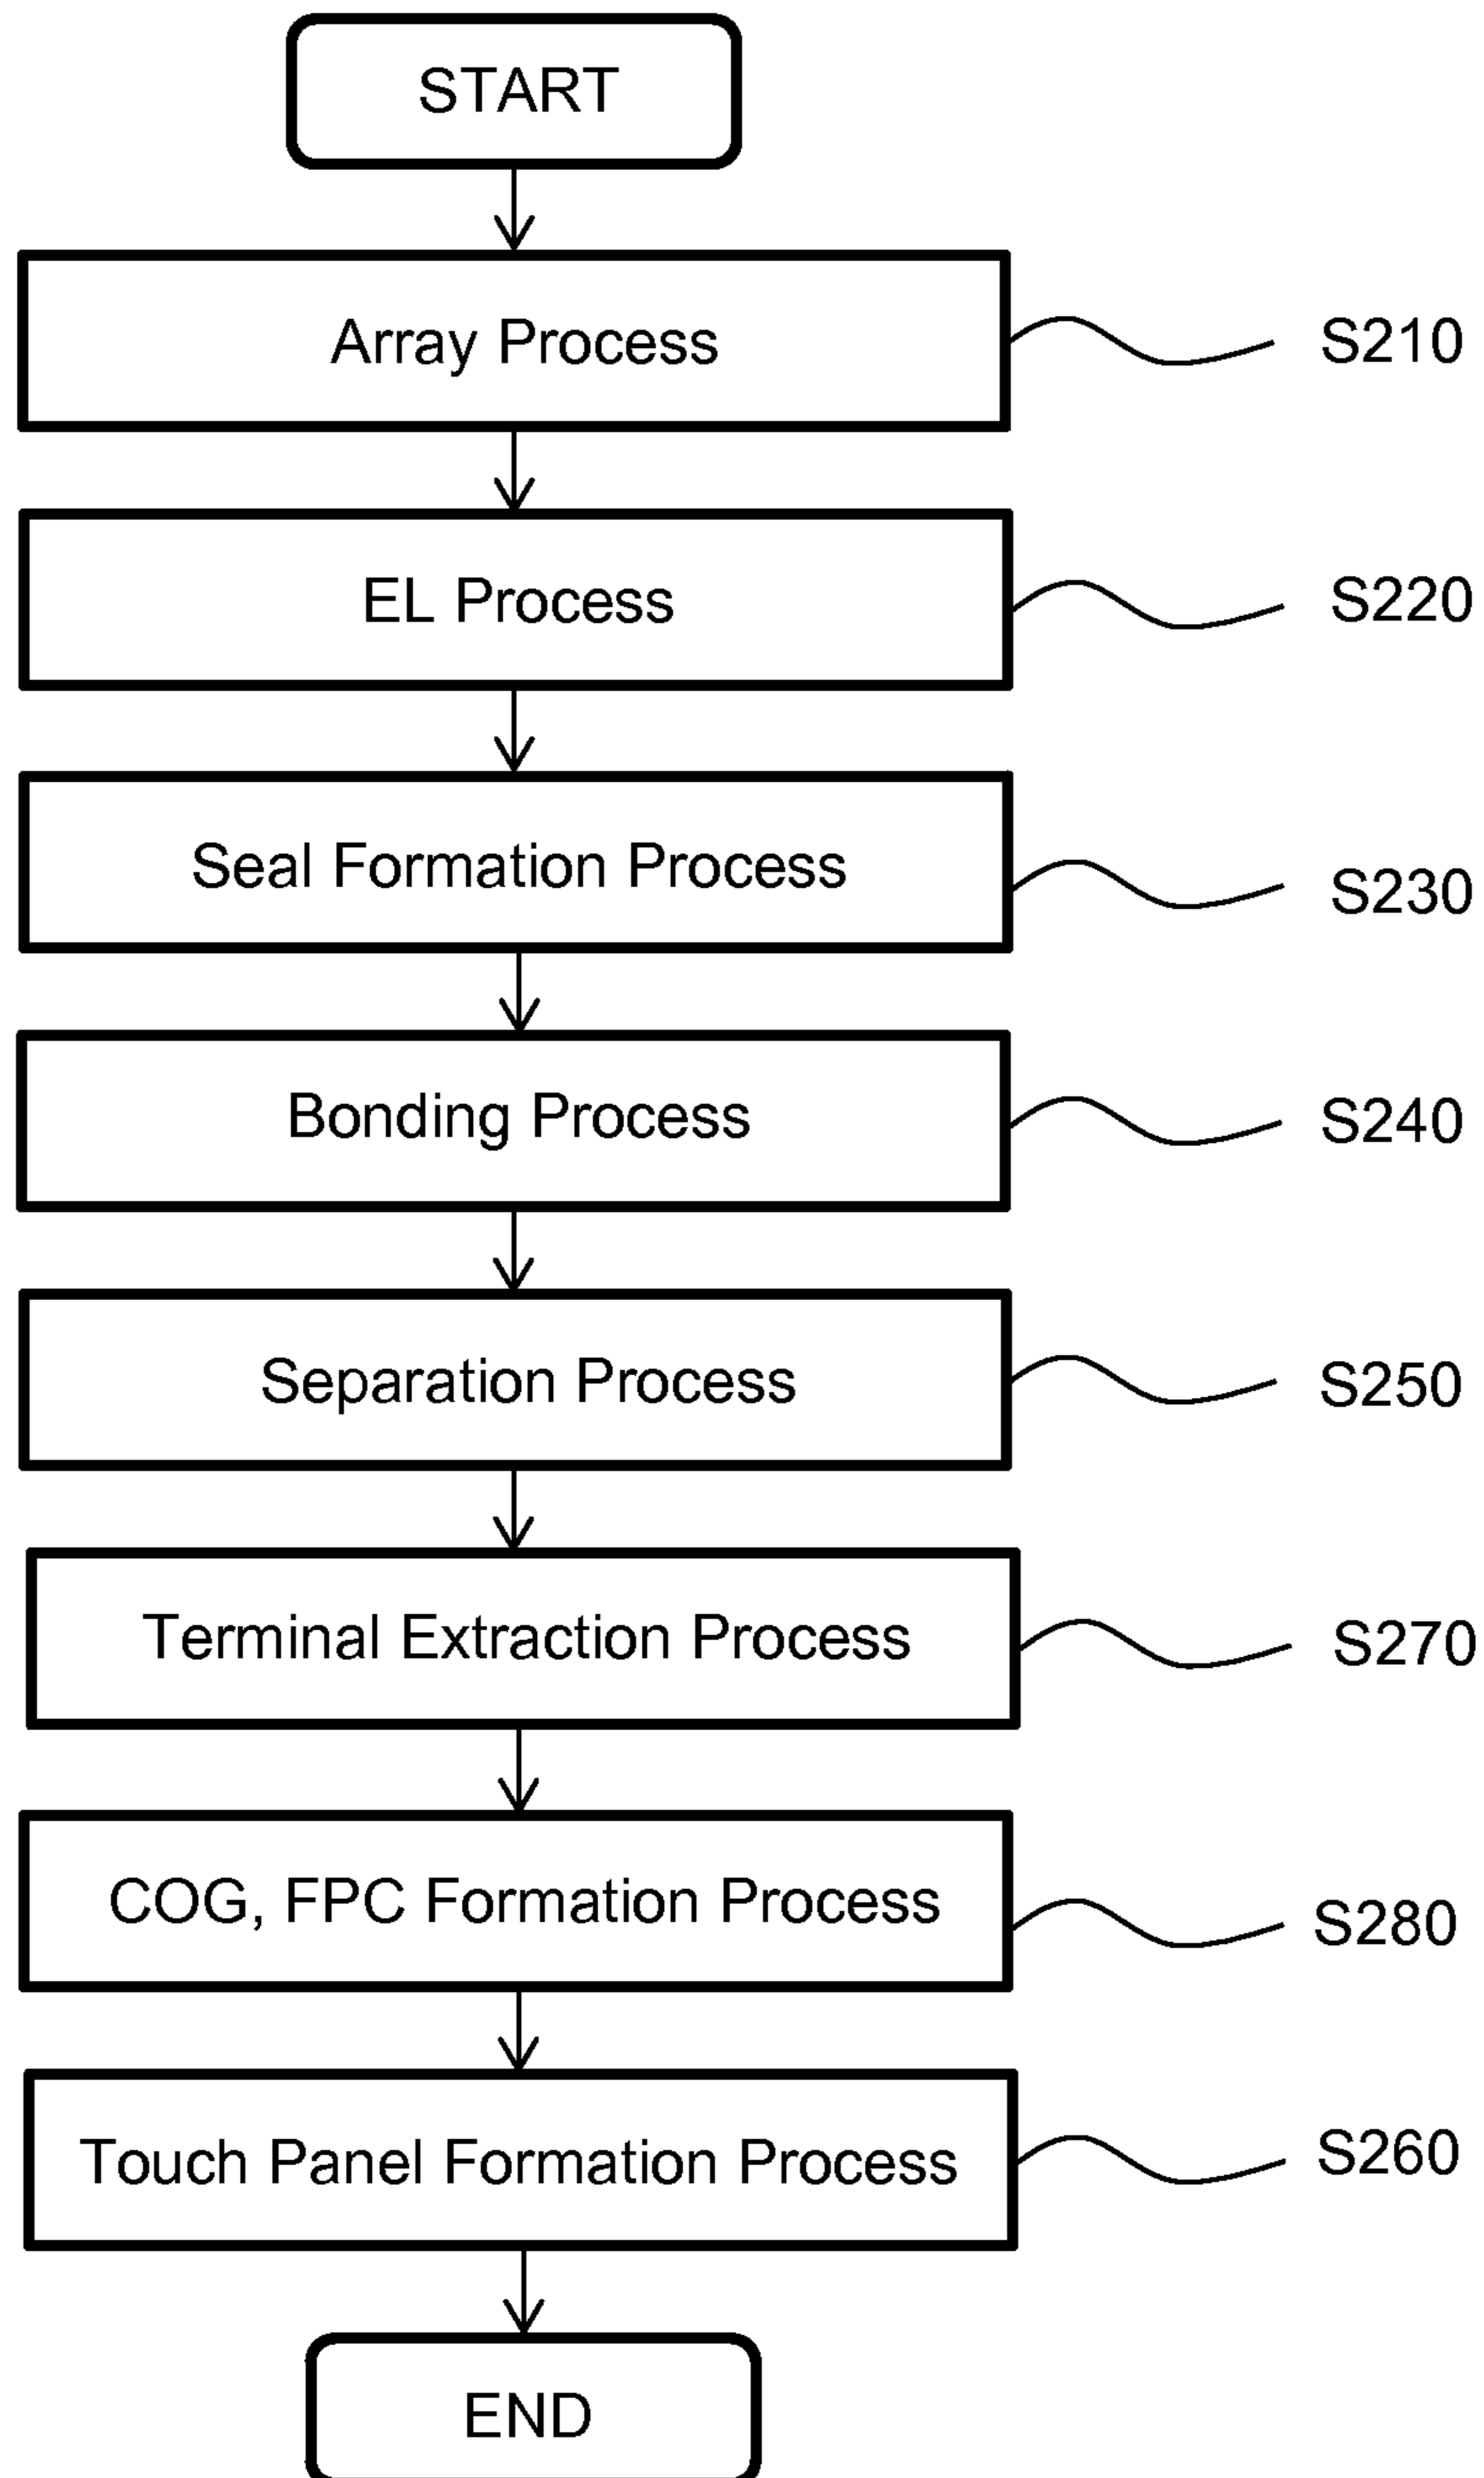 START
Array Process
S210
EL Process
S220
Seal Formation Process
S230
Bonding Process
S240
Separation Process
S250
Terminal Extraction Process
S270
COG, FPC Formation Process
S280
Touch Panel Formation Process
S260
END